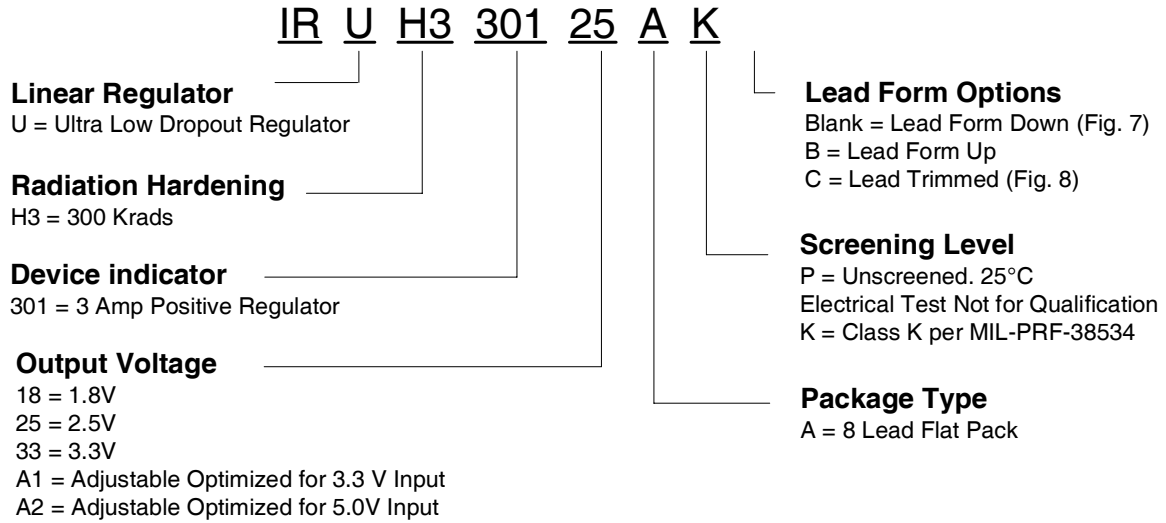 IR U H3 301 25 A K
Linear Regulator
U = Ultra Low Dropout Regulator
Radiation Hardening
H3 = 300 Krads
Device indicator
301 = 3 Amp Positive Regulator
Output Voltage
18 = 1.8V
25 = 2.5V
33 = 3.3V
A1 = Adjustable Optimized for 3.3 V Input
A2 = Adjustable Optimized for 5.0V Input
Lead Form Options
Blank = Lead Form Down (Fig. 7)
B = Lead Form Up
C = Lead Trimmed (Fig. 8)
Screening Level
P = Unscreened. 25°C
Electrical Test Not for Qualification
K = Class K per MIL-PRF-38534
Package Type
A = 8 Lead Flat Pack